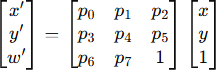 x′ = p₀ p₁ p₂ x
y′ = p₃ p₄ p₅ y
w′ = p₆ p₇ 1 1